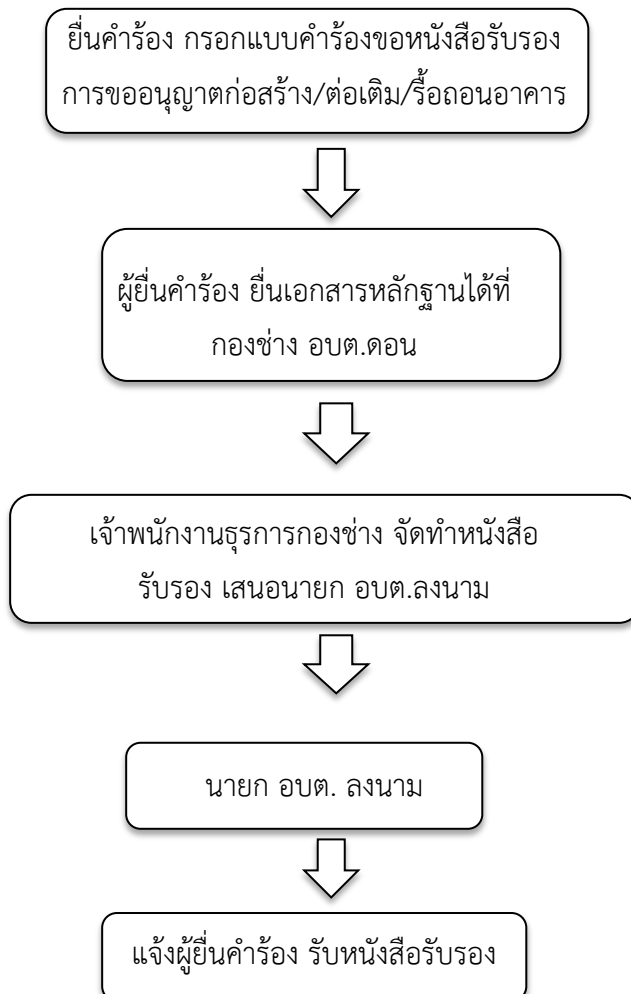 ยื่นคำร้อง กรอกแบบคำร้องขอหนังสือรับรอง
การขออนุญาตก่อสร้าง/ต่อเติม/รื้อถอนอาคาร
ผู้ยื่นคำร้อง ยื่นเอกสารหลักฐานได้ที่
กองช่าง อบต.ดอน
เจ้าพนักงานธุรการกองช่าง จัดทำหนังสือ
รับรอง เสนอนายก อบต.ลงนาม
นายก อบต. ลงนาม
แจ้งผู้ยื่นคำร้อง รับหนังสือรับรอง